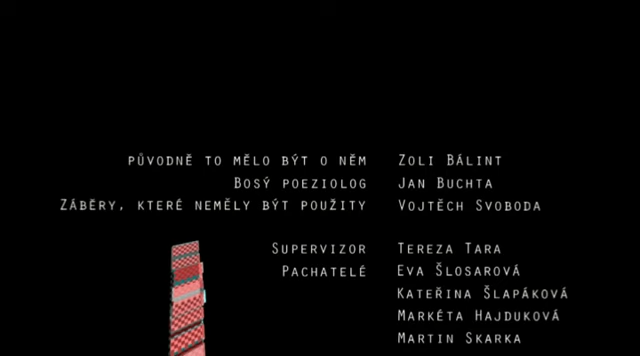 PŮVODNĚ TO MĚLO BÝT O NĚM ZOLI BÁLINT
BOSÝ POEZIOLOG JAN BUCHTA
ZÁBĚRY, KTERÉ NEMĚLY BÝT POUŽITY VOJTĚCH SVOBODA
SUPERVIZOR TEREZA TARA
PACHATELÉ EVA ŠLOSAROVÁ
KATEŘINA ŠLAPÁKOVÁ
MARKÉTA HAJDUKOVÁ
MARTIN SKARKA